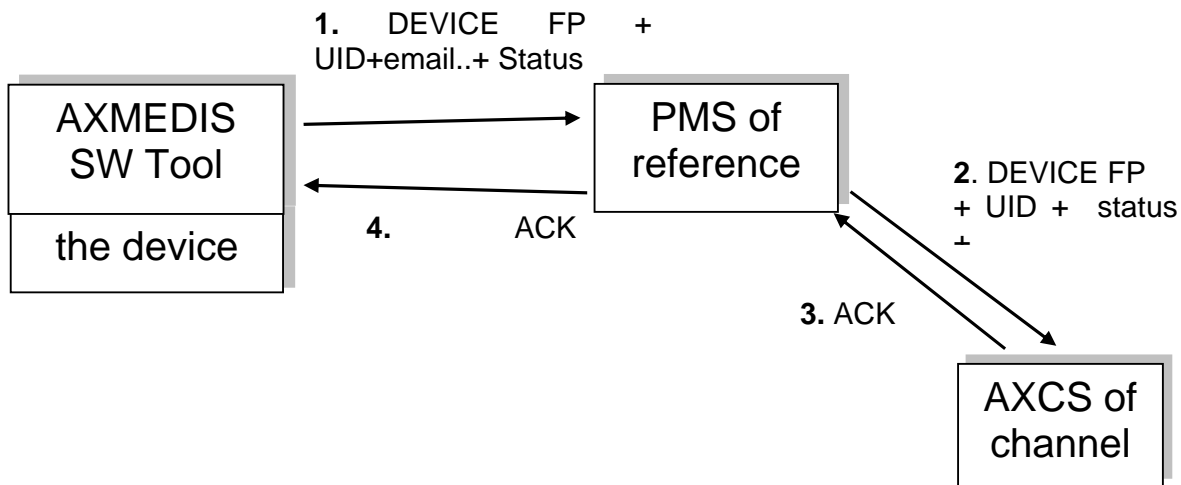 1. DEVICE FP +
UID+email..+ Status
AXMEDIS
SW Tool
the device
PMS of
reference
2. DEVICE FP
+ UID + status
+
4. ACK
3. ACK
AXCS of
channel